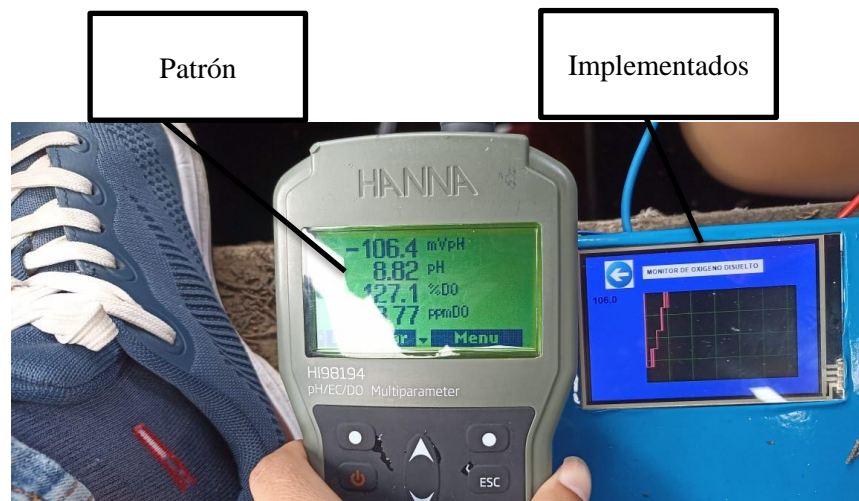 Patrón
Implementados
HANNA
-106.4 mVpH
8.82 pH
127.1 %DO
ppmDO
Menu
HI98194
pH/EC/DO Multiparameter
ESC
MONITOR DE OXIGENO DISUELTO
106.0